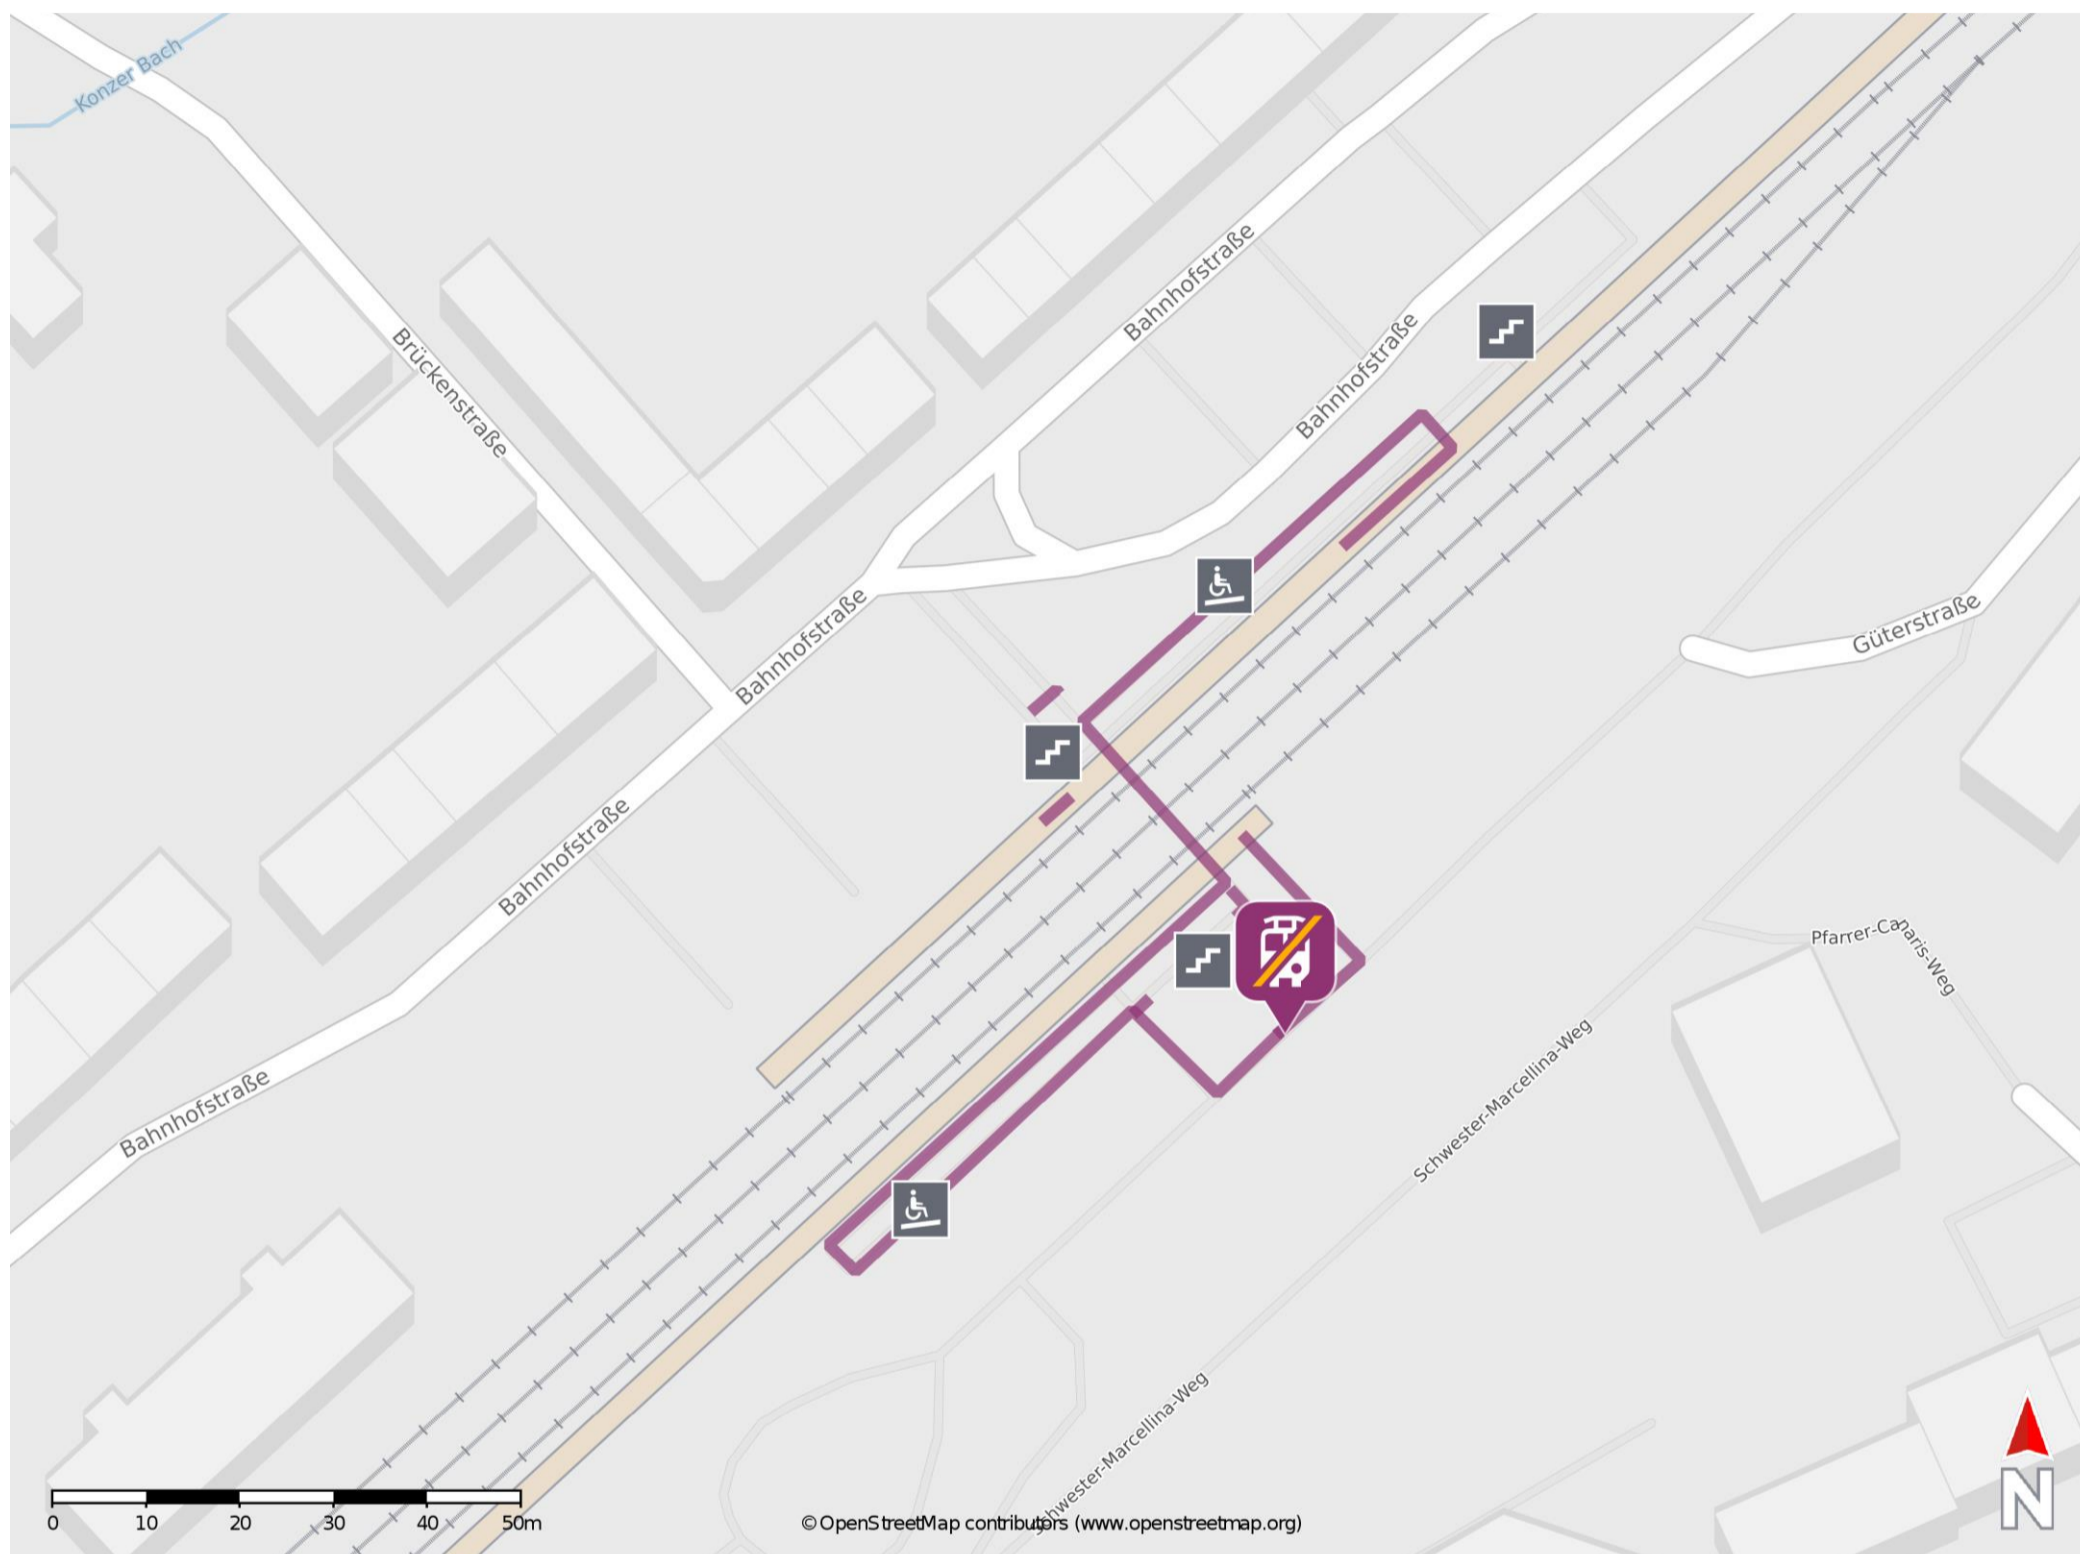 Konzer Bach
Bahnhofstraße
Brückenstraße
Bahnhofstraße
Bahnhofstraße
Güterstraße
Bahnhofstraße
Pfarrer-Canaris-Weg
Schwester-Marcellina-Weg
Bahnhofstraße
Schwester-Marcellina-Weg
0 10 20 30 40 50m
© OpenStreetMap contributors (www.openstreetmap.org)
N